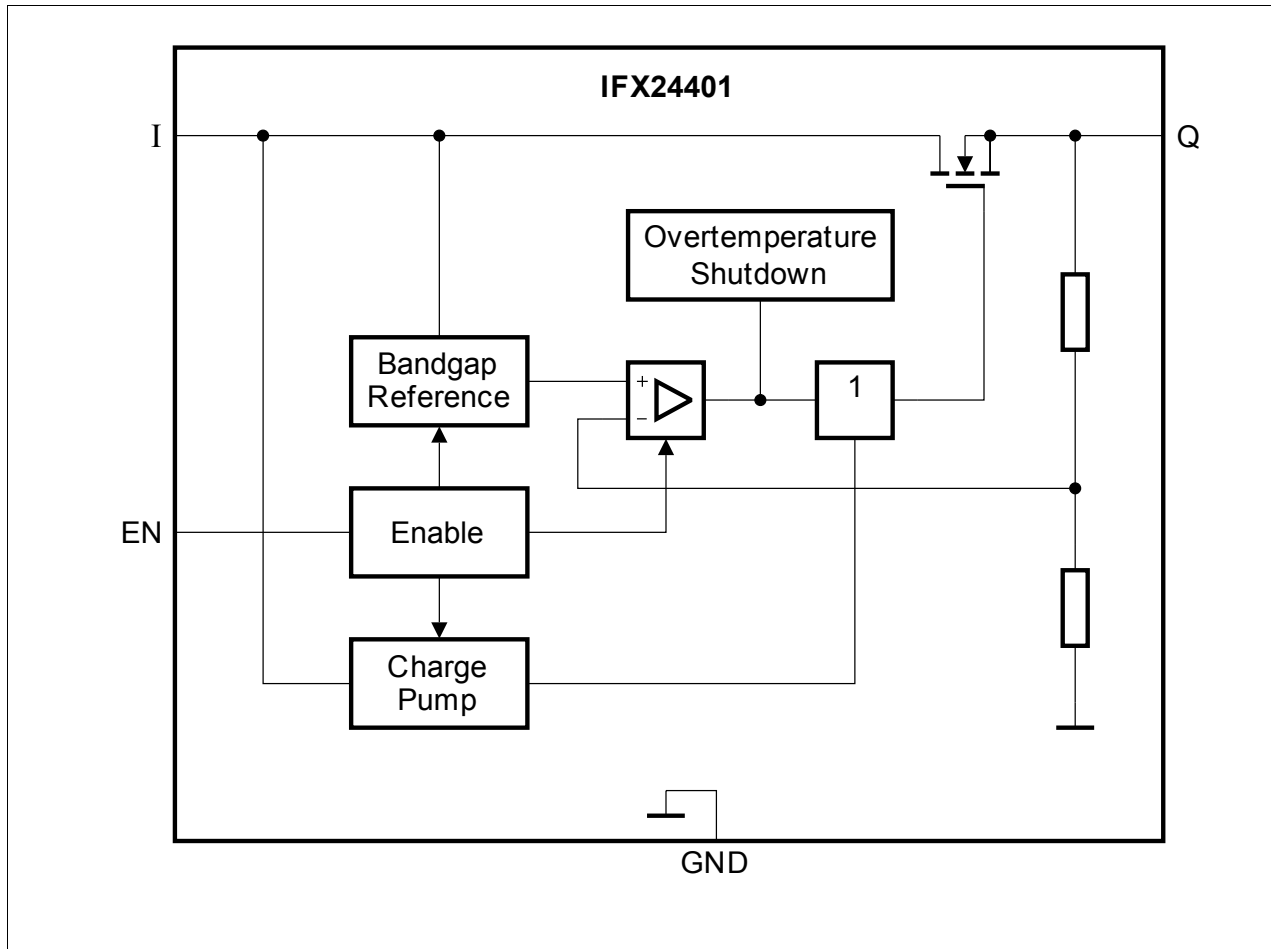 IFX24401
I
Q
Overtemperature
Shutdown
Bandgap
Reference
+
−
1
EN
Enable
Charge
Pump
GND